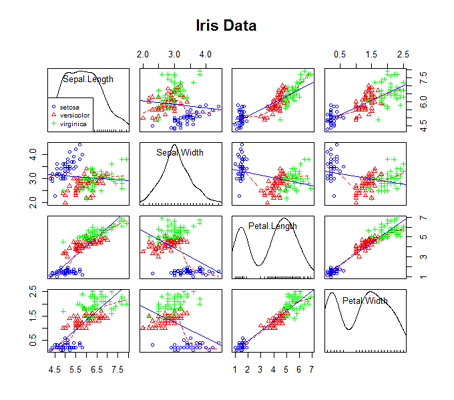 Iris Data
2.0 3.0 4.0
0.5 1.5 2.5
Sepal.Length
setosa
versicolor
virginica
4.5 6.0 7.5
2.0 3.0 4.0
Sepal.Width
Petal.Length
1 2 3 4 5 6 7
0.5 1.5 2.5
Petal.Width
4.5 5.5 6.5 7.5
1 2 3 4 5 6 7